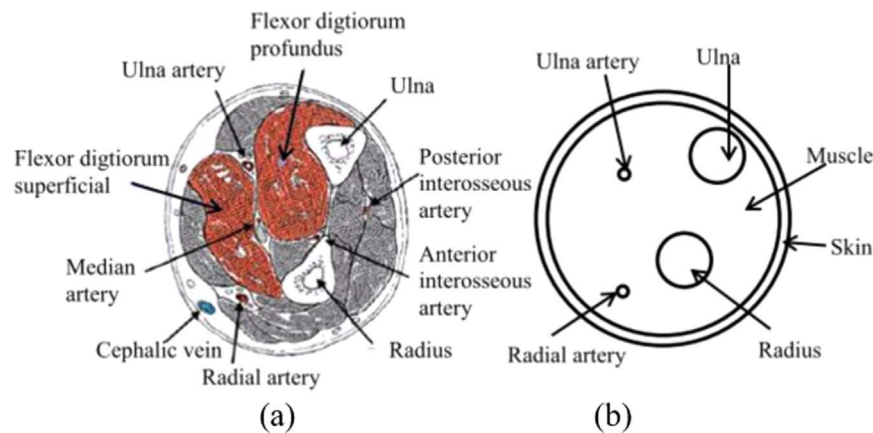 Flexor digtiorum
profundus
Ulna artery
Ulna
Flexor digtiorum
superficial
Posterior
interosseous
artery
Median
artery
Anterior
interosseous
artery
Cephalic vein
Radial artery
Radius
(a)
Ulna artery
Ulna
Muscle
Skin
Radial artery
Radius
(b)